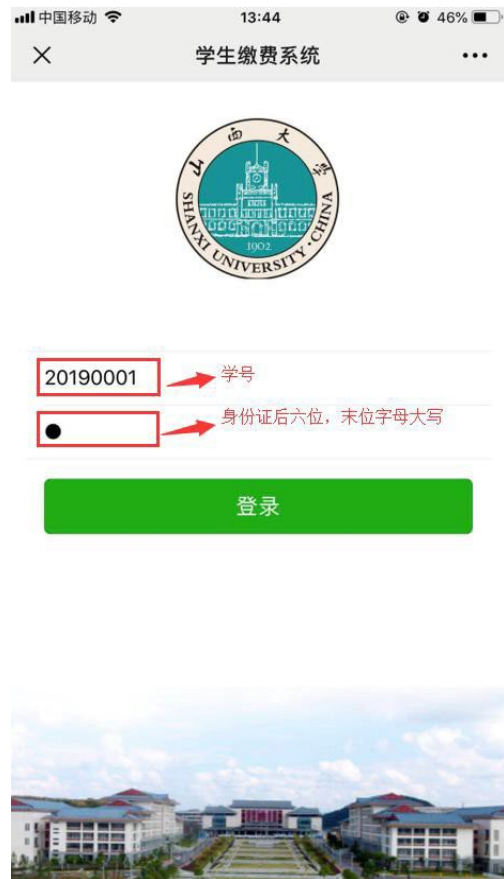 中国移动 13:44 46%
学生缴费系统
山西大学
SHANXI UNIVERSITY·CHINA
1902
20190001 学号
身份证后六位，末位字母大写
登录